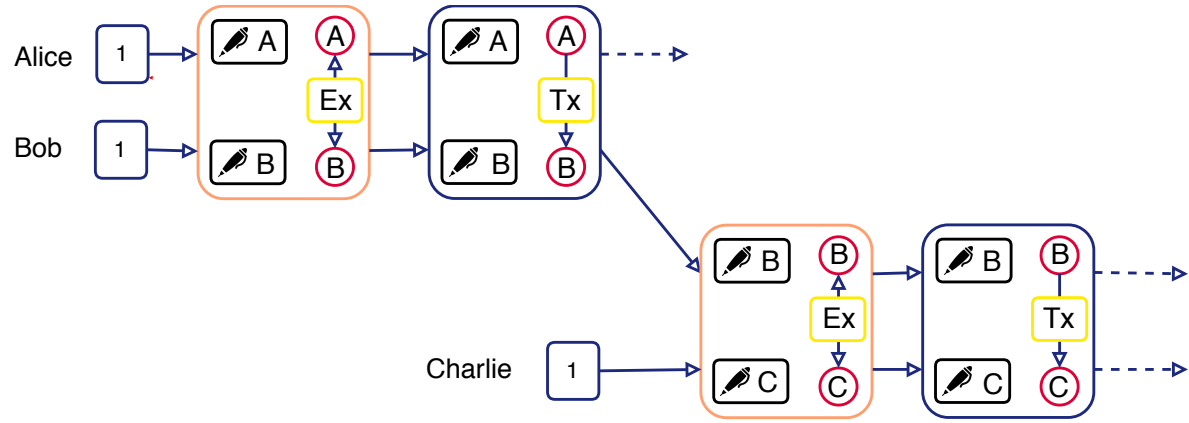 A A A A
Alice 1
Ex Tx
Bob 1
B B B B
B B B B
Ex Tx
Charlie 1
C C C C